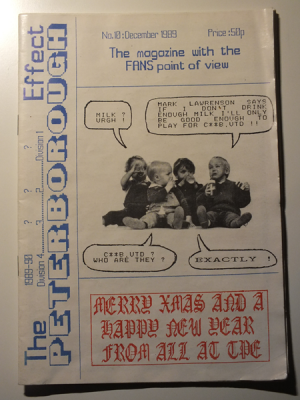 No.10:December 1989 Price:50p
The magazine with the
FANS point of view
The PETERBOROUGH Effect
1989-90 ? ? ?
Division 4............3............2............Division 1
MILK ?
URGH !
MARK LAWRENSON SAYS
IF I DON'T DRINK
ENOUGH MILK I'LL ONLY
BE GOOD ENOUGH TO
PLAY FOR C##B.UTD !!
C##B.UTD ?
WHO ARE THEY ?
EXACTLY !
MERRY XMAS AND A
HAPPY NEW YEAR
FROM ALL AT TPE